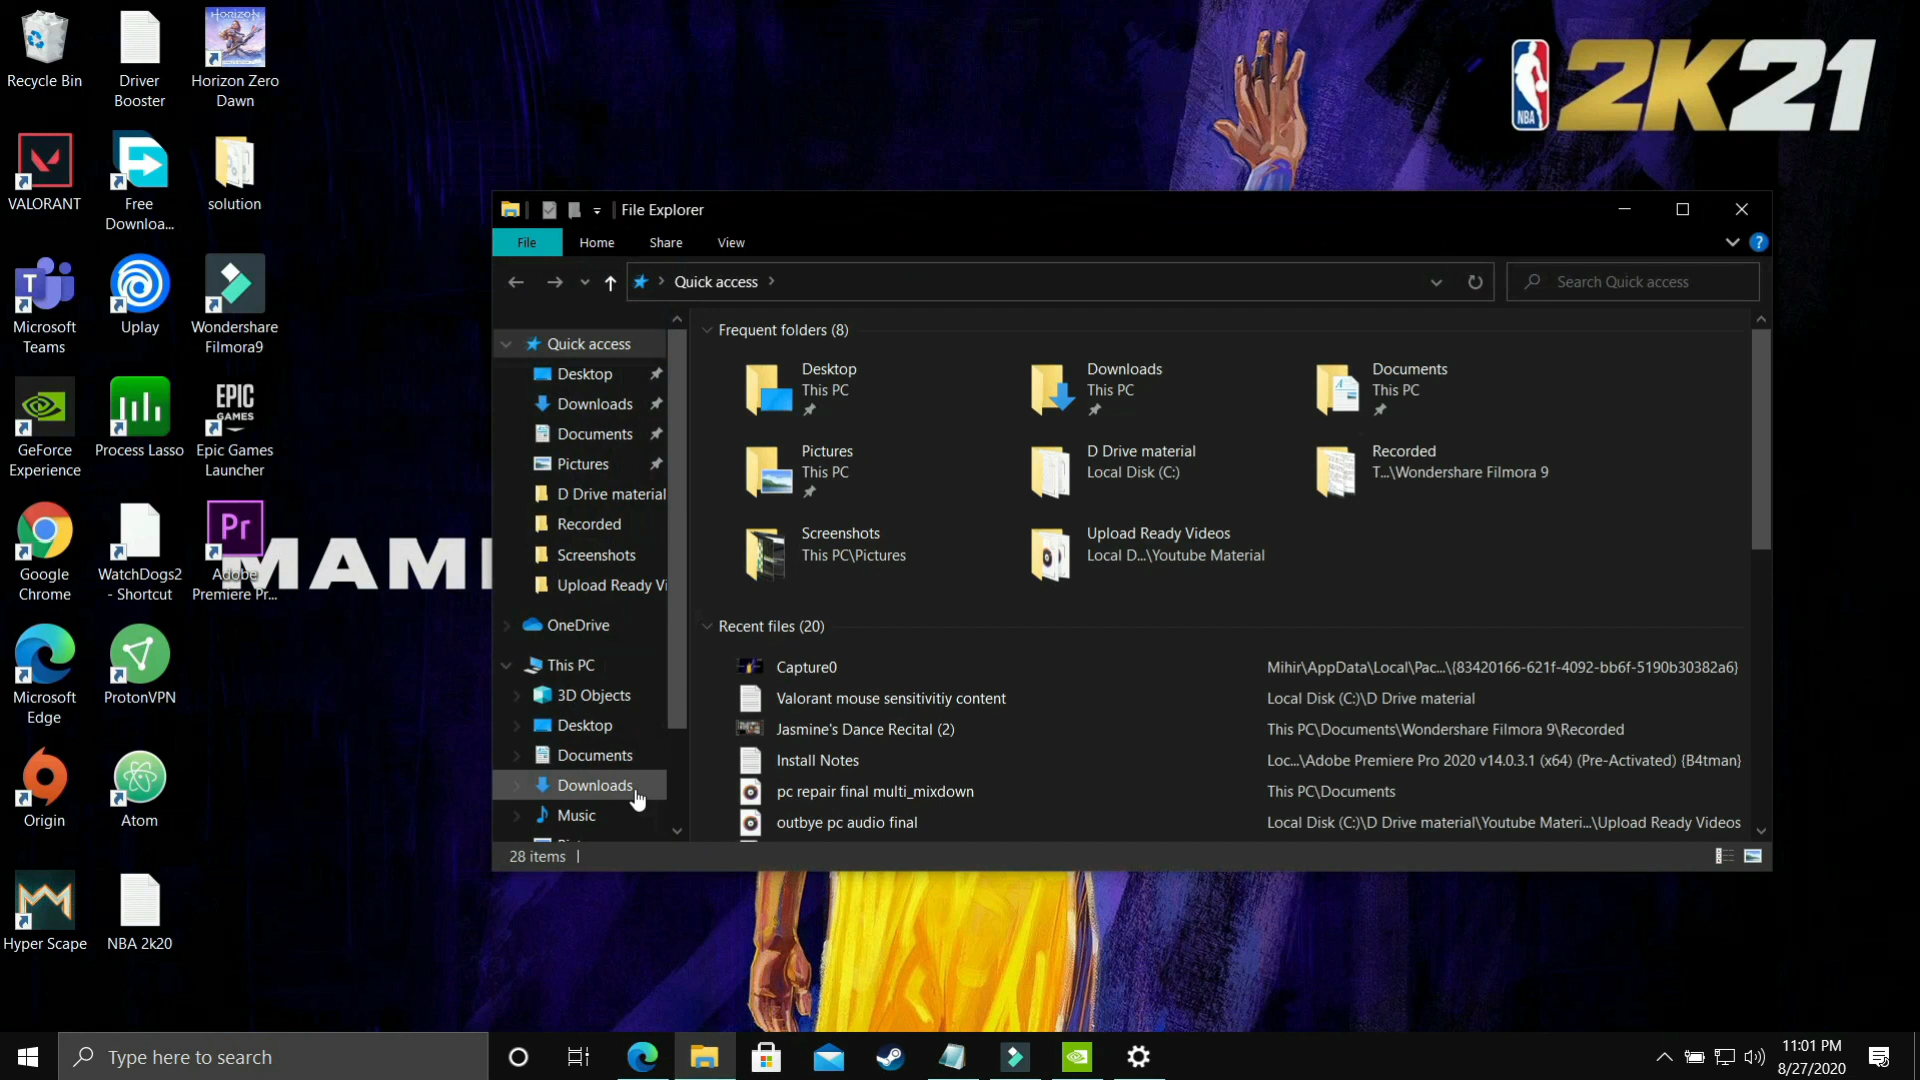 Recycle Bin
Driver
Booster
HORIZON
Horizon Zero
Dawn
VALORANT
Free
Downloa...
solution
T
Microsoft
Teams
Uplay
Wondershare
Filmora9
GeForce
Experience
Process Lasso
EPIC
GAMES
Epic Games
Launcher
Google
Chrome
WatchDogs2
- Shortcut
Pr
Adobe
Premiere Pr...
MAM
Microsoft
Edge
ProtonVPN
Origin
Atom
Hyper Scape
NBA 2k20
NBA
2K21
File Explorer
File
Home
Share
View
?
Quick access
Search Quick access
Quick access
Desktop
Downloads
Documents
Pictures
D Drive material
Recorded
Screenshots
Upload Ready Vi
OneDrive
This PC
3D Objects
Desktop
Documents
Downloads
Music
Frequent folders (8)
Desktop
This PC
Downloads
This PC
Documents
This PC
Pictures
This PC
D Drive material
Local Disk (C:)
Recorded
T...\Wondershare Filmora 9
Screenshots
This PC\Pictures
Upload Ready Videos
Local D...\Youtube Material
Recent files (20)
Capture0 Mihir\AppData\Local\Pac...\{83420166-621f-4092-bb6f-5190b30382a6}
Valorant mouse sensitivitiy content Local Disk (C:)\D Drive material
Jasmine's Dance Recital (2) This PC\Documents\Wondershare Filmora 9\Recorded
Install Notes Loc...\Adobe Premiere Pro 2020 v14.0.3.1 (x64) (Pre-Activated) {B4tman}
pc repair final multi_mixdown This PC\Documents
outbye pc audio final Local Disk (C:)\D Drive material\Youtube Materi...\Upload Ready Videos
28 items
Type here to search
11:01 PM
8/27/2020